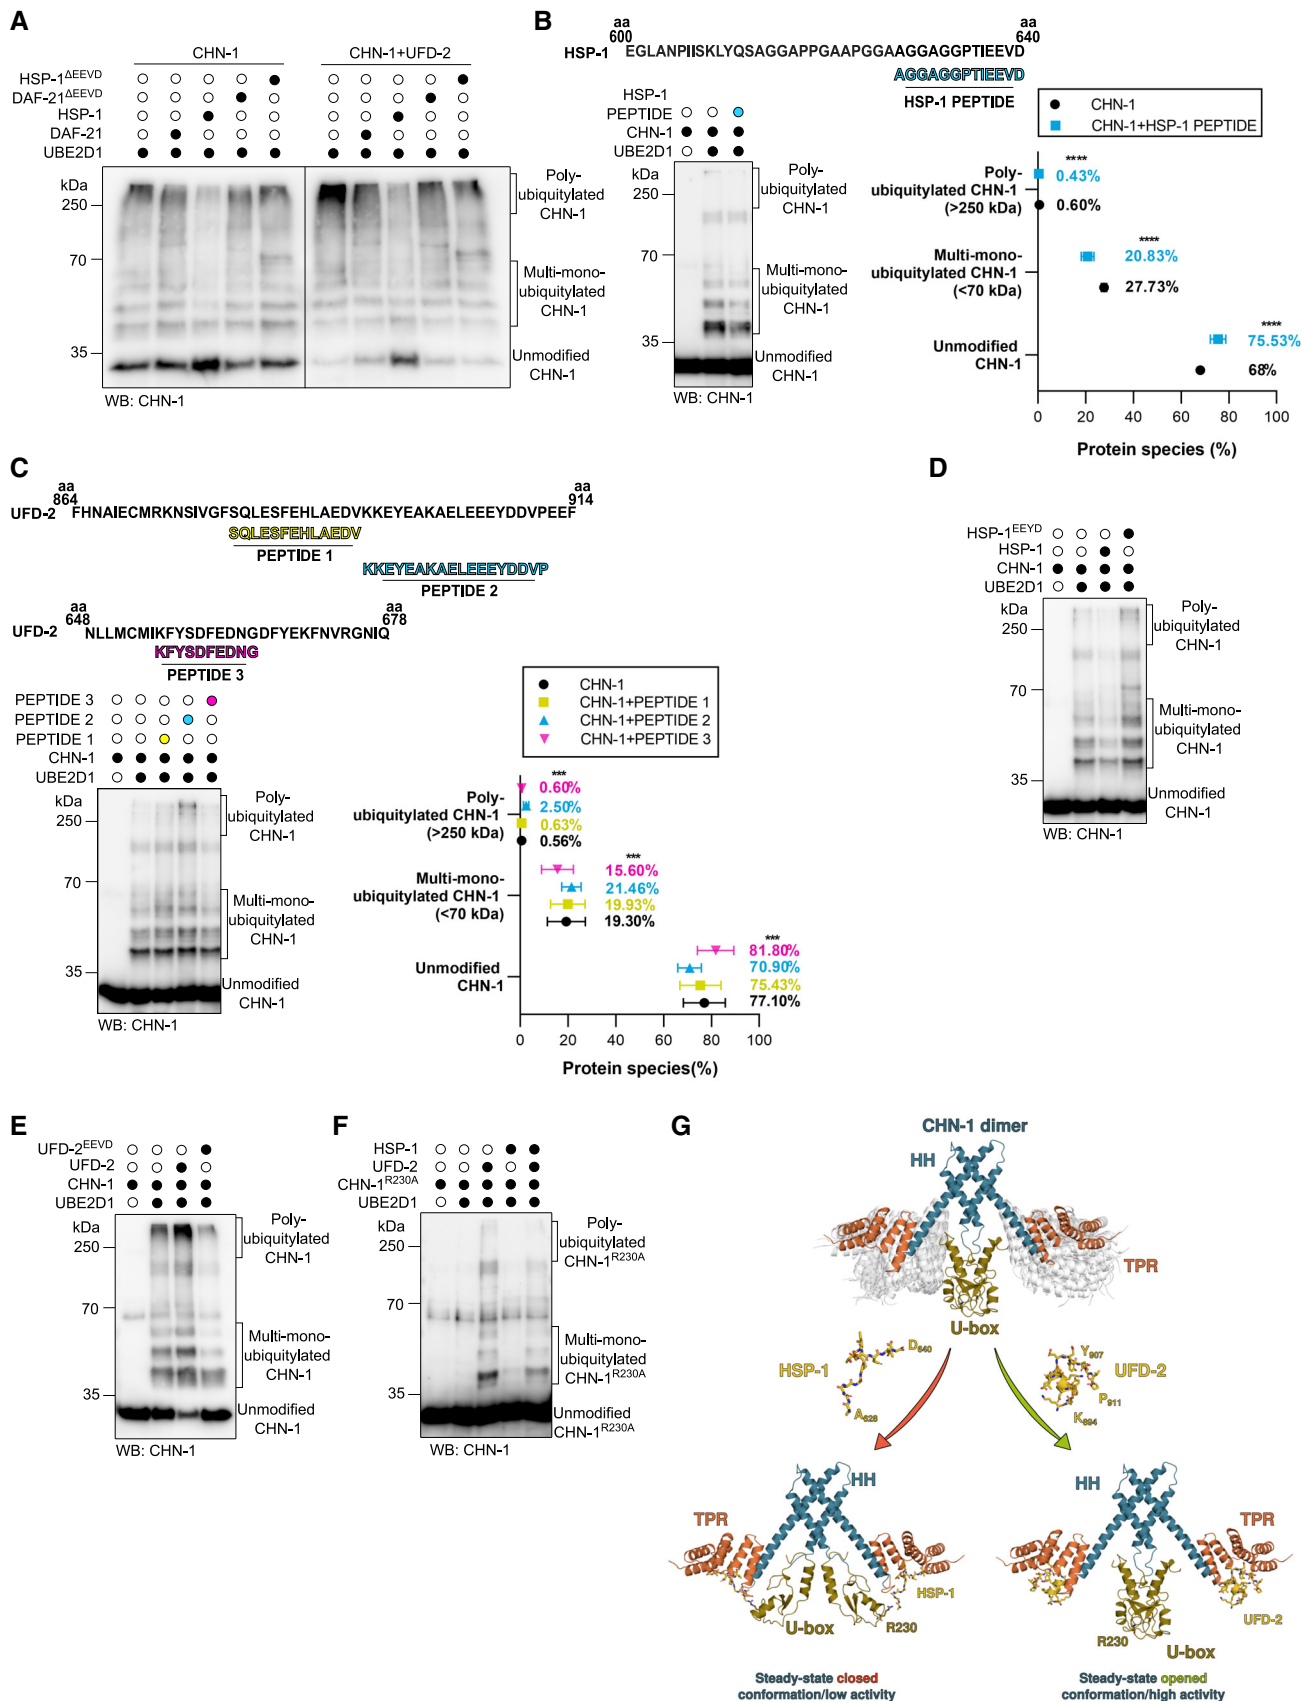 A
CHN-1
CHN-1+UFD-2
HSP-1ΔEEVD
DAF-21ΔEEVD
HSP-1
DAF-21
UBE2D1
kDa
250
70
35
Poly-
ubiquitylated
CHN-1
Multi-mono-
ubiquitylated
CHN-1
Unmodified
CHN-1
WB: CHN-1
B
aa
600
aa
640
HSP-1 EGLANPIISKLYQSAGGAPPGAAPGGAAGGAGGPTIEEVD
AGGAGGPTIEEVD
HSP-1 PEPTIDE
HSP-1
PEPTIDE
CHN-1
UBE2D1
kDa
250
70
35
Poly-
ubiquitylated
CHN-1
Multi-mono-
ubiquitylated
CHN-1
Unmodified
CHN-1
WB: CHN-1
CHN-1
CHN-1+HSP-1 PEPTIDE
Poly-
ubiquitylated CHN-1
(>250 kDa)
****
0.43%
0.60%
Multi-mono-
ubiquitylated CHN-1
(<70 kDa)
****
20.83%
27.73%
Unmodified
CHN-1
****
75.53%
68%
0 20 40 60 80 100
Protein species (%)
C
aa
864
aa
914
UFD-2 FHNAIECMRKNSIVGFSQLESFEHLAEDVKKEYEAKAELEEEYDDVPEEF
SQLESFEHLAEDV
PEPTIDE 1
KKEYEAKAELEEEYDDVP
PEPTIDE 2
aa
648
aa
678
UFD-2 NLLMCMIKFYSDFEDNGDFYEKFNVRGNIQ
KFYSDFEDNG
PEPTIDE 3
PEPTIDE 3
PEPTIDE 2
PEPTIDE 1
CHN-1
UBE2D1
kDa
250
70
35
Poly-
ubiquitylated
CHN-1
Multi-mono-
ubiquitylated
CHN-1
Unmodified
CHN-1
WB: CHN-1
CHN-1
CHN-1+PEPTIDE 1
CHN-1+PEPTIDE 2
CHN-1+PEPTIDE 3
Poly-
ubiquitylated CHN-1
(>250 kDa)
***
0.60%
2.50%
0.63%
0.56%
Multi-mono-
ubiquitylated CHN-1
(<70 kDa)
***
15.60%
21.46%
19.93%
19.30%
Unmodified
CHN-1
***
81.80%
70.90%
75.43%
77.10%
0 20 40 60 80 100
Protein species(%)
D
HSP-1EEYD
HSP-1
CHN-1
UBE2D1
kDa
250
70
35
Poly-
ubiquitylated
CHN-1
Multi-mono-
ubiquitylated
CHN-1
Unmodified
CHN-1
WB: CHN-1
E
UFD-2EEVD
UFD-2
CHN-1
UBE2D1
kDa
250
70
35
Poly-
ubiquitylated
CHN-1
Multi-mono-
ubiquitylated
CHN-1
Unmodified
CHN-1
WB: CHN-1
F
HSP-1
UFD-2
CHN-1R230A
UBE2D1
kDa
250
70
35
Poly-
ubiquitylated
CHN-1R230A
Multi-mono-
ubiquitylated
CHN-1R230A
Unmodified
CHN-1R230A
WB: CHN-1
G
CHN-1 dimer
HH
TPR
U-box
HSP-1
D640
A628
Y907
UFD-2
P911
K894
HH
TPR
HSP-1
U-box
R230
Steady-state closed
conformation/low activity
HH
TPR
UFD-2
R230
U-box
Steady-state opened
conformation/high activity